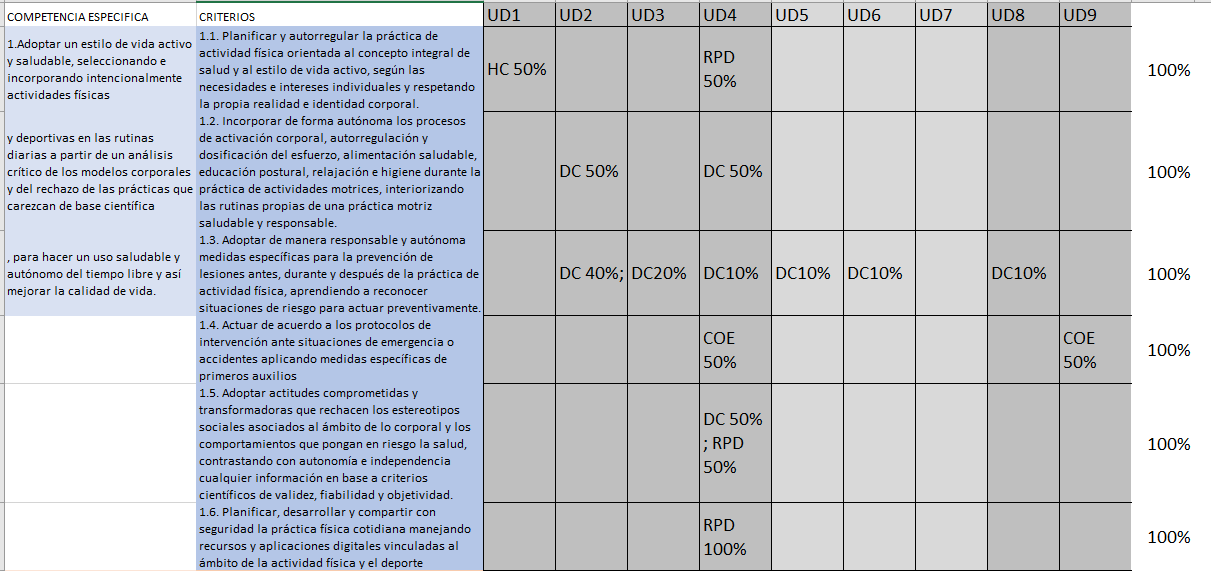 COMPETENCIA ESPECIFICA CRITERIOS UD1 UD2 UD3 UD4 UD5 UD6 UD7 UD8 UD9
1.Adoptar un estilo de vida activo
y saludable, seleccionando e
incorporando intencionalmente
actividades físicas
1.1. Planificar y autorregular la práctica de
actividad física orientada al concepto integral de
salud y al estilo de vida activo, según las
necesidades e intereses individuales y respetando
la propia realidad e identidad corporal.
HC 50%
RPD
50%
100%
y deportivas en las rutinas
diarias a partir de un análisis
crítico de los modelos corporales
y del rechazo de las prácticas que
carezcan de base científica
1.2. Incorporar de forma autónoma los procesos
de activación corporal, autorregulación y
dosificación del esfuerzo, alimentación saludable,
educación postural, relajación e higiene durante la
práctica de actividades motrices, interiorizando
las rutinas propias de una práctica motriz
saludable y responsable.
DC 50%
DC 50%
100%
, para hacer un uso saludable y
autónomo del tiempo libre y así
mejorar la calidad de vida.
1.3. Adoptar de manera responsable y autónoma
medidas específicas para la prevención de
lesiones antes, durante y después de la práctica de
actividad física, aprendiendo a reconocer
situaciones de riesgo para actuar preventivamente.
DC 40%; DC20% DC10% DC10% DC10% DC10%
100%
1.4. Actuar de acuerdo a los protocolos de
intervención ante situaciones de emergencia o
accidentes aplicando medidas específicas de
primeros auxilios
COE
50%
COE
50%
100%
1.5. Adoptar actitudes comprometidas y
transformadoras que rechacen los estereotipos
sociales asociados al ámbito de lo corporal y los
comportamientos que pongan en riesgo la salud,
contrastando con autonomía e independencia
cualquier información en base a criterios
científicos de validez, fiabilidad y objetividad.
DC 50%
; RPD
50%
100%
1.6. Planificar, desarrollar y compartir con
seguridad la práctica física cotidiana manejando
recursos y aplicaciones digitales vinculadas al
ámbito de la actividad física y el deporte
RPD
100%
100%